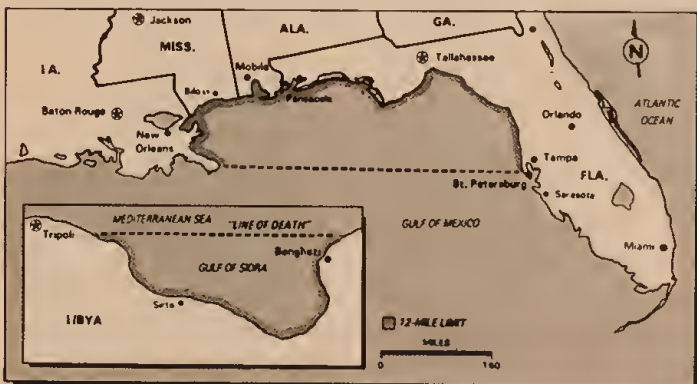 Jackson
MISS.
ALA.
GA.
Tallahassee
Mobile
Biloxi
Pensacola
LA.
Baton Rouge
New
Orleans
N
ATLANTIC
OCEAN
Orlando
Tampa
FLA.
St. Petersburg
Sarasota
Miami
GULF OF MEXICO
MEDITERRANEAN SEA
"LINE OF DEATH"
Tripoli
Benghazi
GULF OF SIDRA
Sirte
LIBYA
12-MILE LIMIT
MILES
0 160